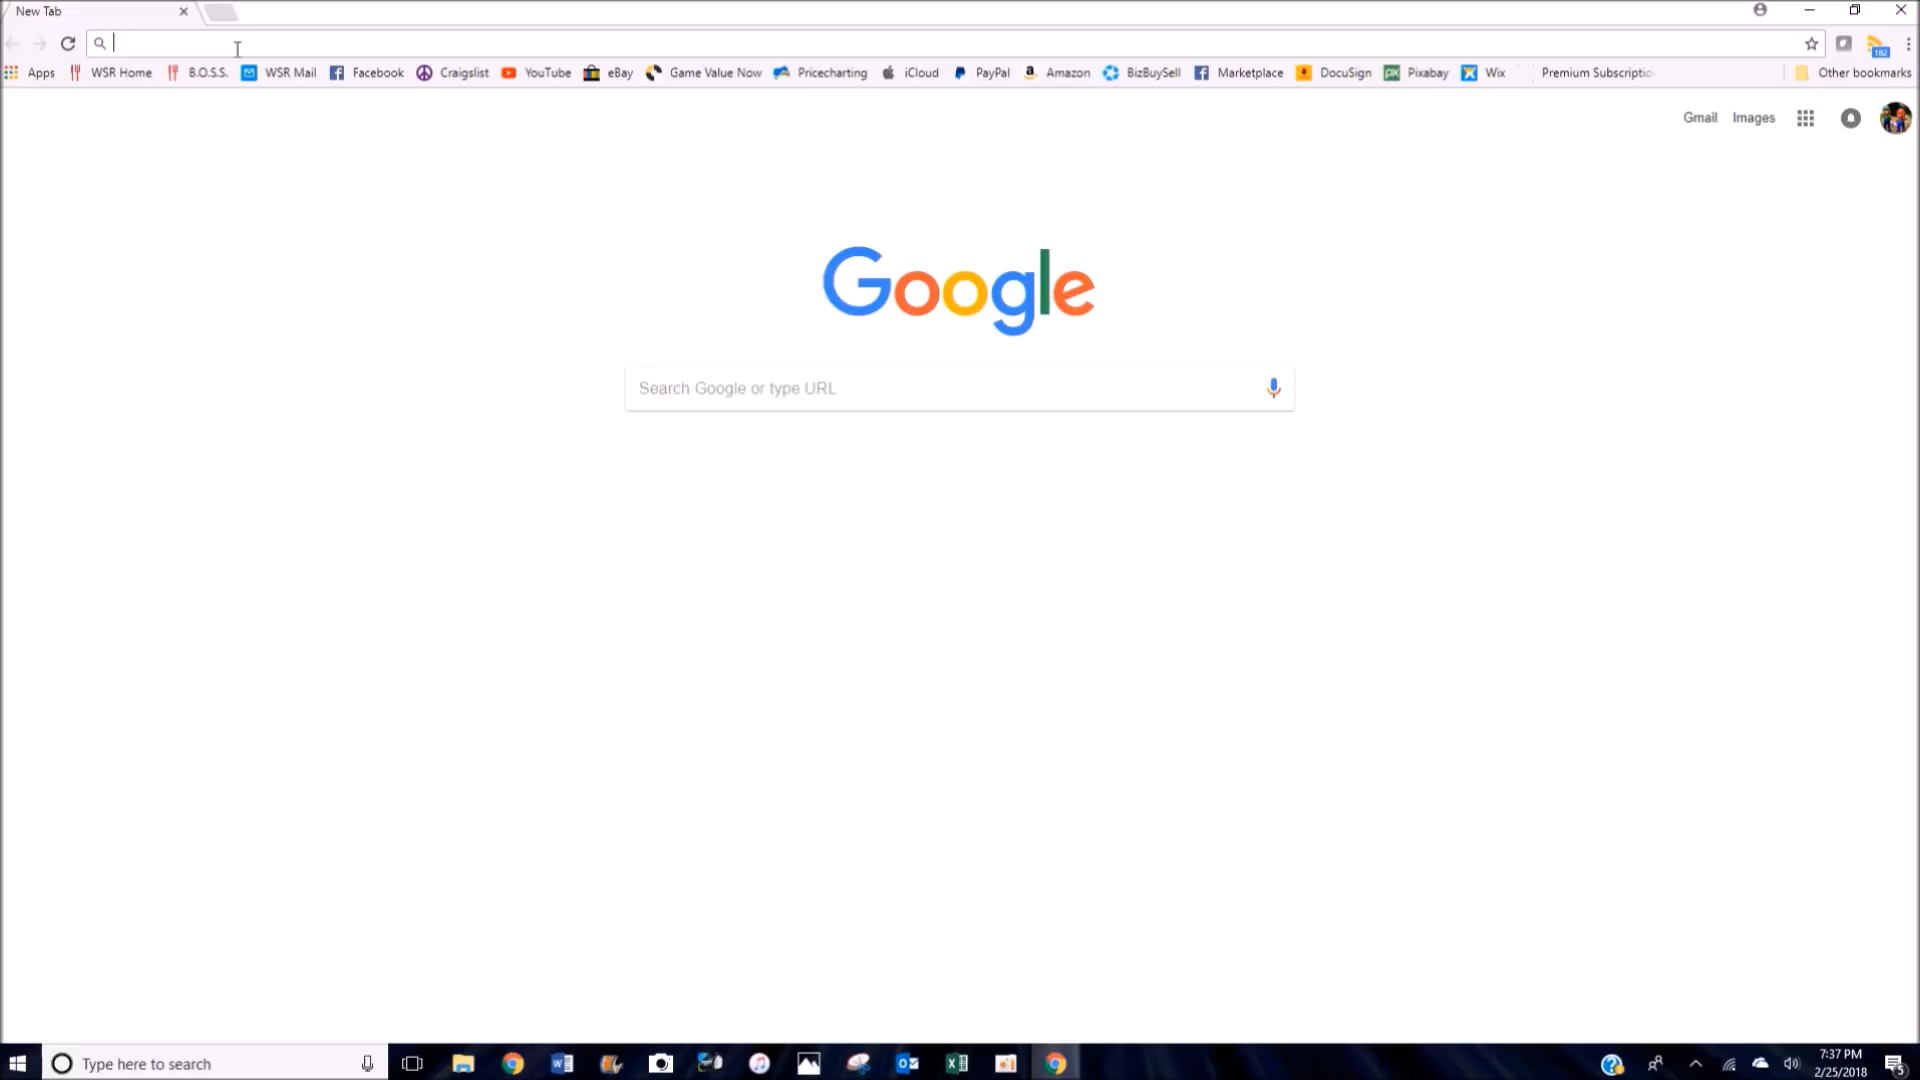 New Tab
Apps WSR Home B.O.S.S. WSR Mail Facebook Craigslist YouTube eBay Game Value Now Pricecharting iCloud PayPal Amazon BizBuySell Marketplace DocuSign Pixabay Wix Premium Subscriptio Other bookmarks
182
Gmail Images
Google
Search Google or type URL
Type here to search
7:37 PM
2/25/2018
5